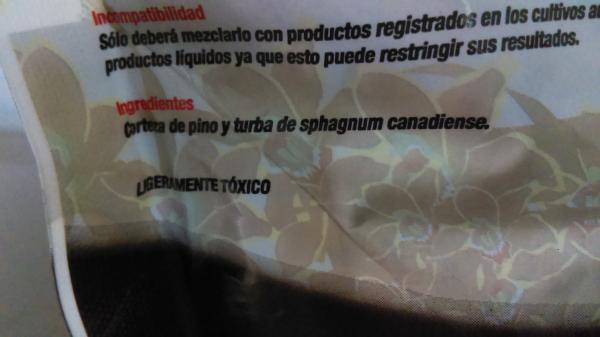 Incompatibilidad
Sólo deberá mezclarlo con productos registrados en los cultivos
productos líquidos ya que esto puede restringir sus resultados.
Ingredientes
Corteza de pino y turba de sphagnum canadiense.
LIGERAMENTE TÓXICO